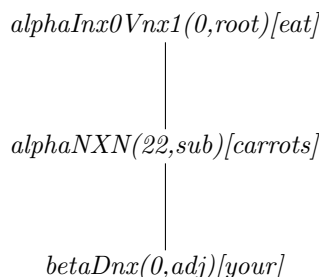 alphaInx0Vnx1(0,root)[eat]
alphaNXN(22,sub)[carrots]
betaDnx(0,adj)[your]